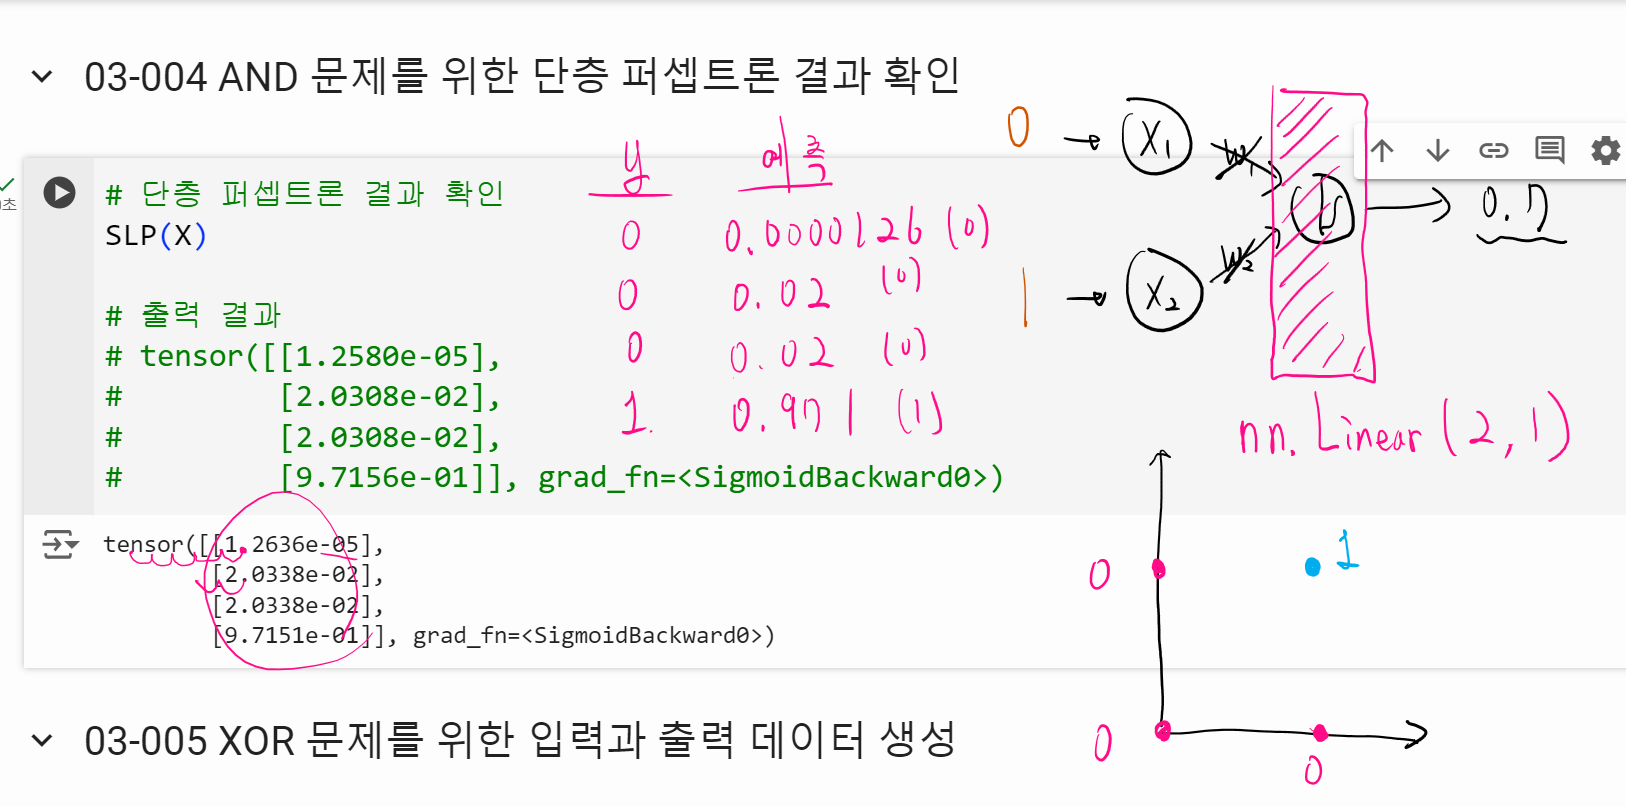 03-004 AND 문제를 위한 단층 퍼셉트론 결과 확인
# 단층 퍼셉트론 결과 확인
SLP(X)
# 출력 결과
# tensor([[1.2580e-05],
# [2.0308e-02],
# [2.0308e-02],
# [9.7156e-01]], grad_fn=<SigmoidBackward0>)
초
y 예측
0 0.0000126 (0)
0 0.02 (0)
0 0.02 (0)
1. 0.971 (1)
0 → X₁ W₁
1 → X₂ W₂
0.7
nn.Linear(2,1)
tensor([[1.2636e-05],
[2.0338e-02],
[2.0338e-02],
[9.7151e-01]], grad_fn=<SigmoidBackward0>)
0 1
0
0
03-005 XOR 문제를 위한 입력과 출력 데이터 생성